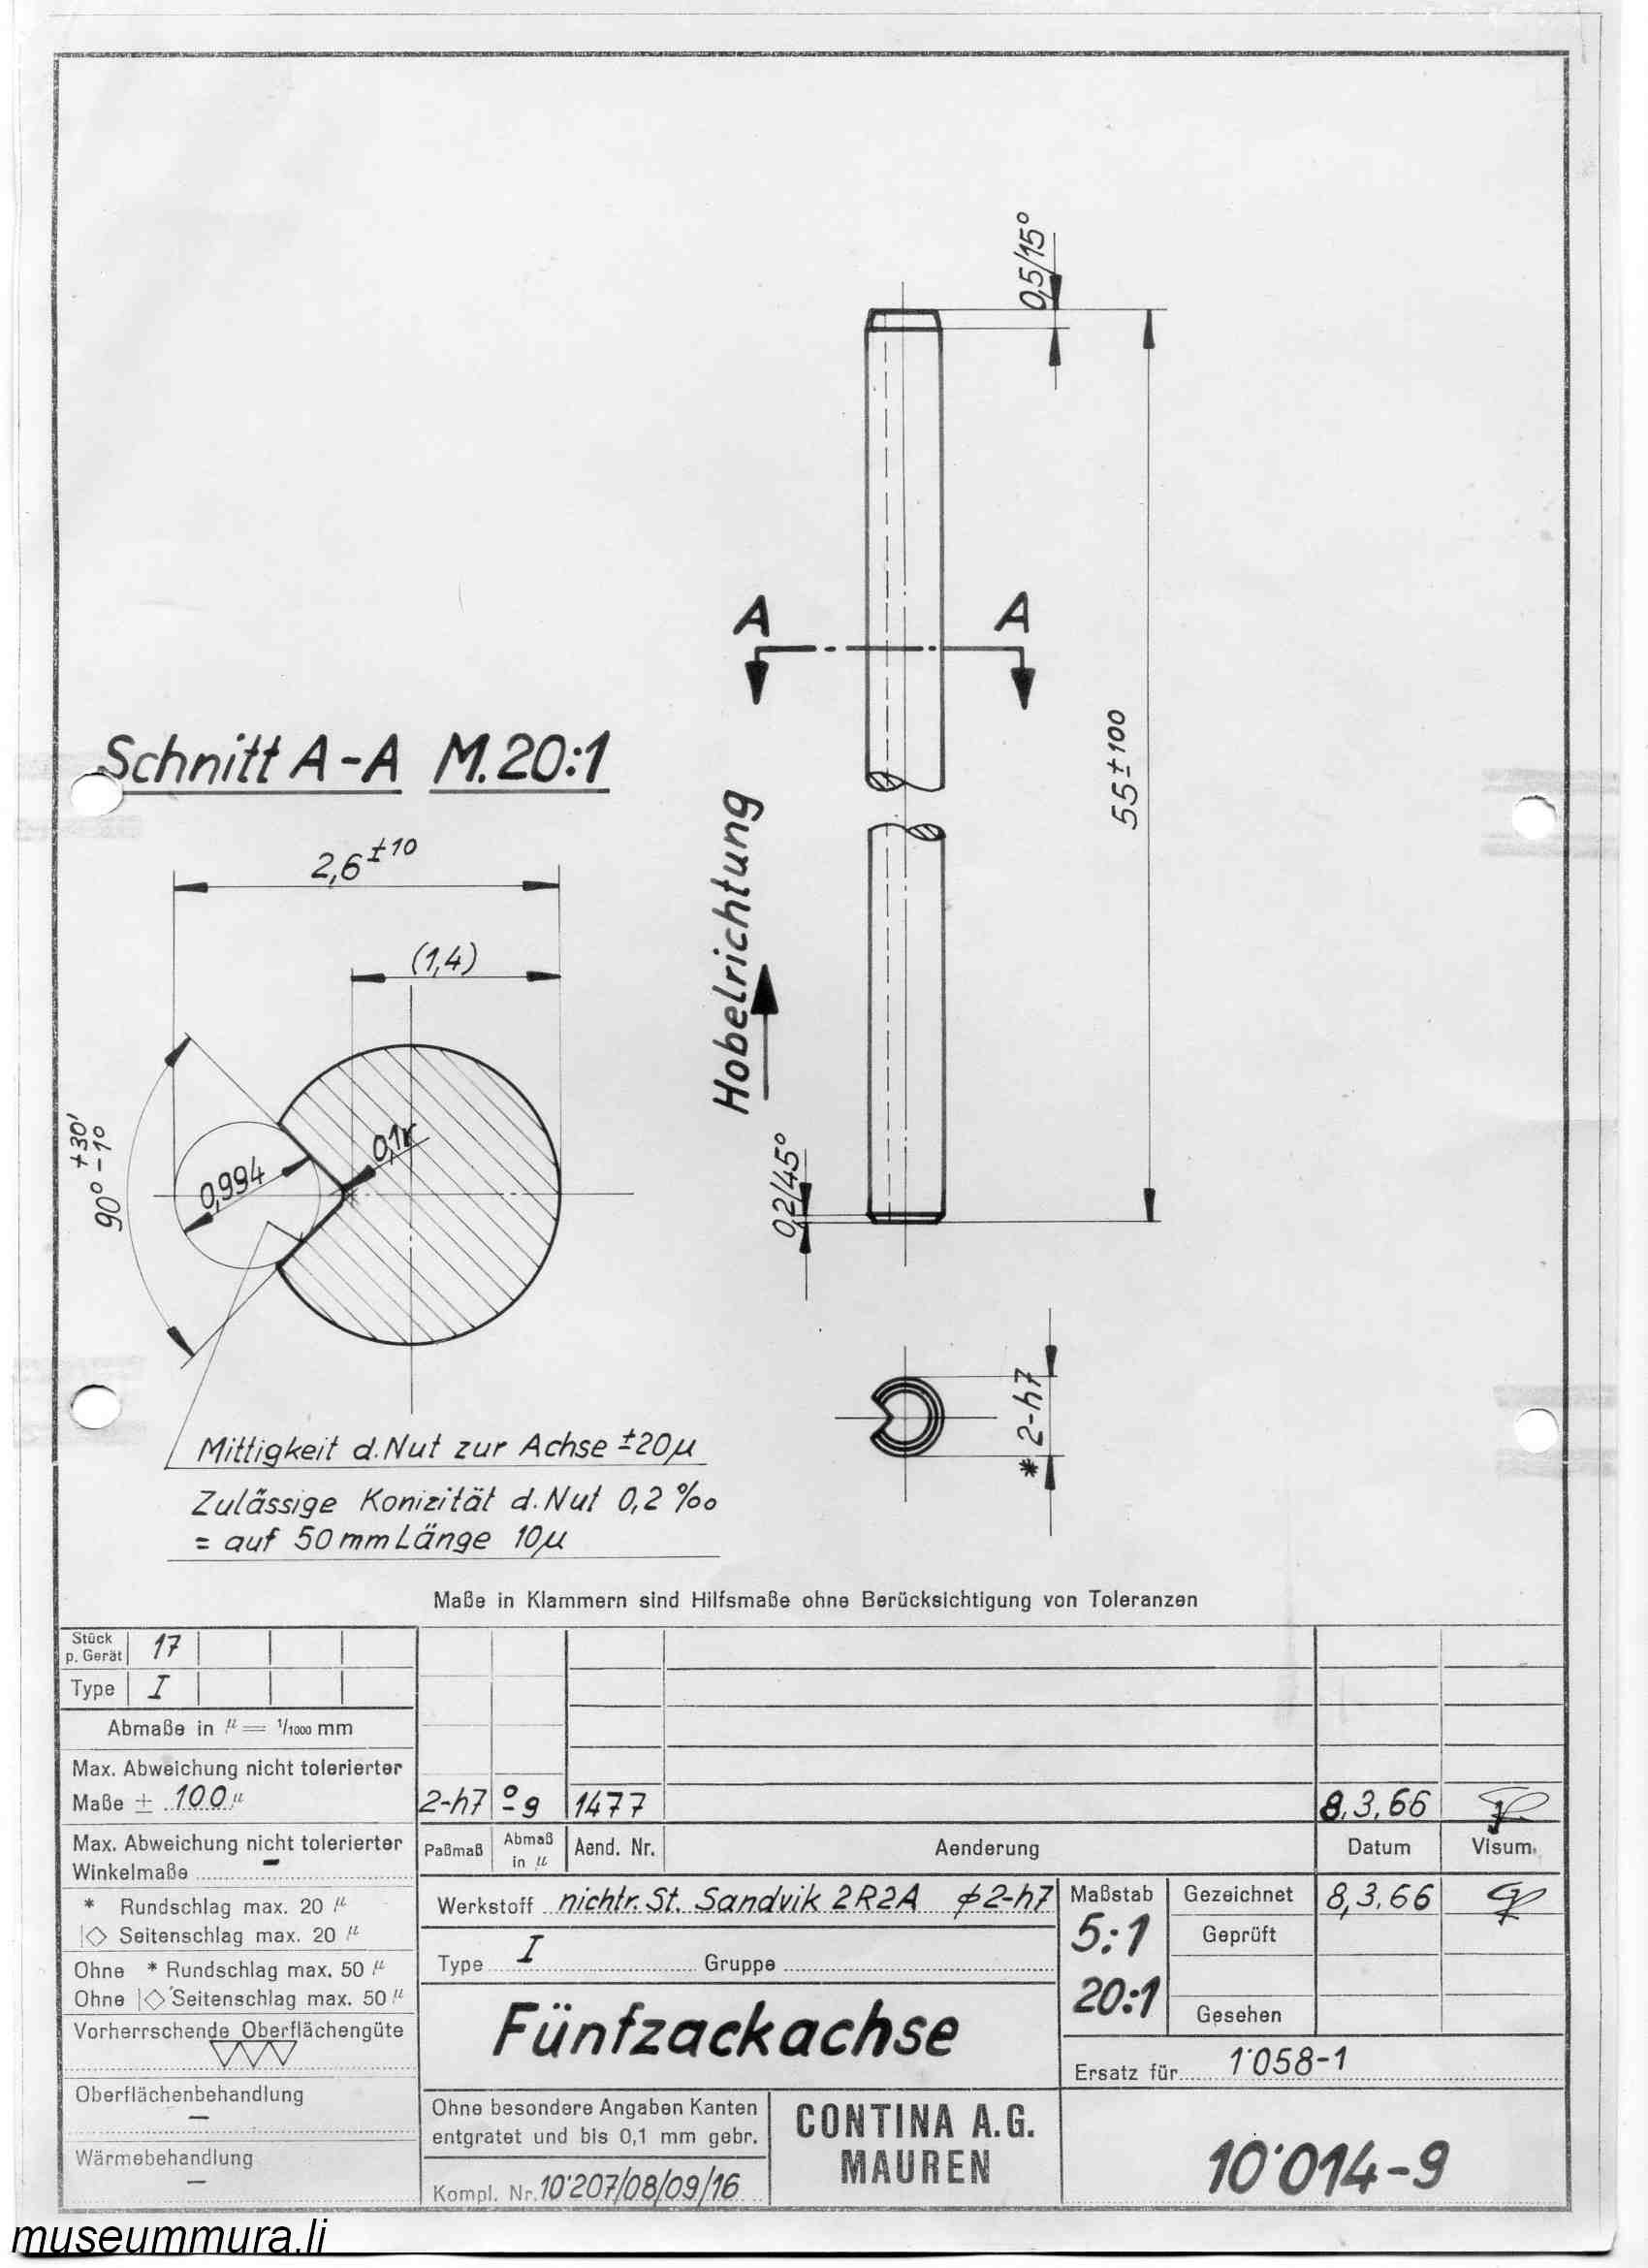 0,5/15°
A A
Schnitt A-A M.20:1
55±100
Hobelrichtung
2,6±10
(1,4)
90° +30' -1°
0,994
0,1r
0,2/45°
* 2-h7
Mittigkeit d. Nut zur Achse ±20µ
Zulässige Konizität d. Nut 0,2 ‰
= auf 50 mm Länge 10µ
Maße in Klammern sind Hilfsmaße ohne Berücksichtigung von Toleranzen
Stück
p. Gerät 17
Type I
Abmaße in µ = 1/1000 mm
Max. Abweichung nicht tolerierter
Maße ± 100 µ
Max. Abweichung nicht tolerierter
Winkelmaße -
* Rundschlag max. 20 µ
|◇ Seitenschlag max. 20 µ
Ohne * Rundschlag max. 50 µ
Ohne |◇ Seitenschlag max. 50 µ
Vorherrschende Oberflächengüte
▽▽▽
Oberflächenbehandlung
-
Wärmebehandlung
-
2-h7 0 -9 1477 8,3,66
Paßmaß Abmaß in µ Aend. Nr. Aenderung Datum Visum.
Werkstoff nichtr. St. Sandvik 2R2A ϕ2-h7
Type I Gruppe
Fünfzackachse
Ohne besondere Angaben Kanten
entgratet und bis 0,1 mm gebr.
Kompl. Nr. 10'207/08/09/16
CONTINA A.G.
MAUREN
Maßstab
5:1
20:1
Gezeichnet 8,3,66
Geprüft
Gesehen
Ersatz für 1'058-1
10'014-9
museummura.li